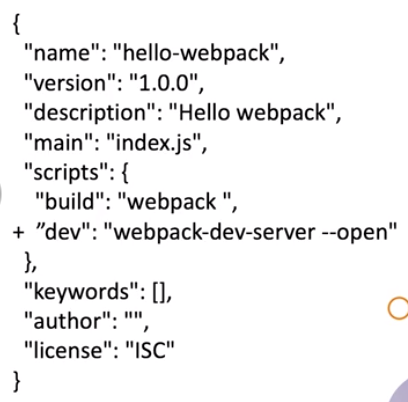 {
"name": "hello-webpack",
"version": "1.0.0",
"description": "Hello webpack",
"main": "index.js",
"scripts": {
"build": "webpack ",
+ ”dev": "webpack-dev-server --open"
},
"keywords": [],
"author": "",
"license": "ISC"
}